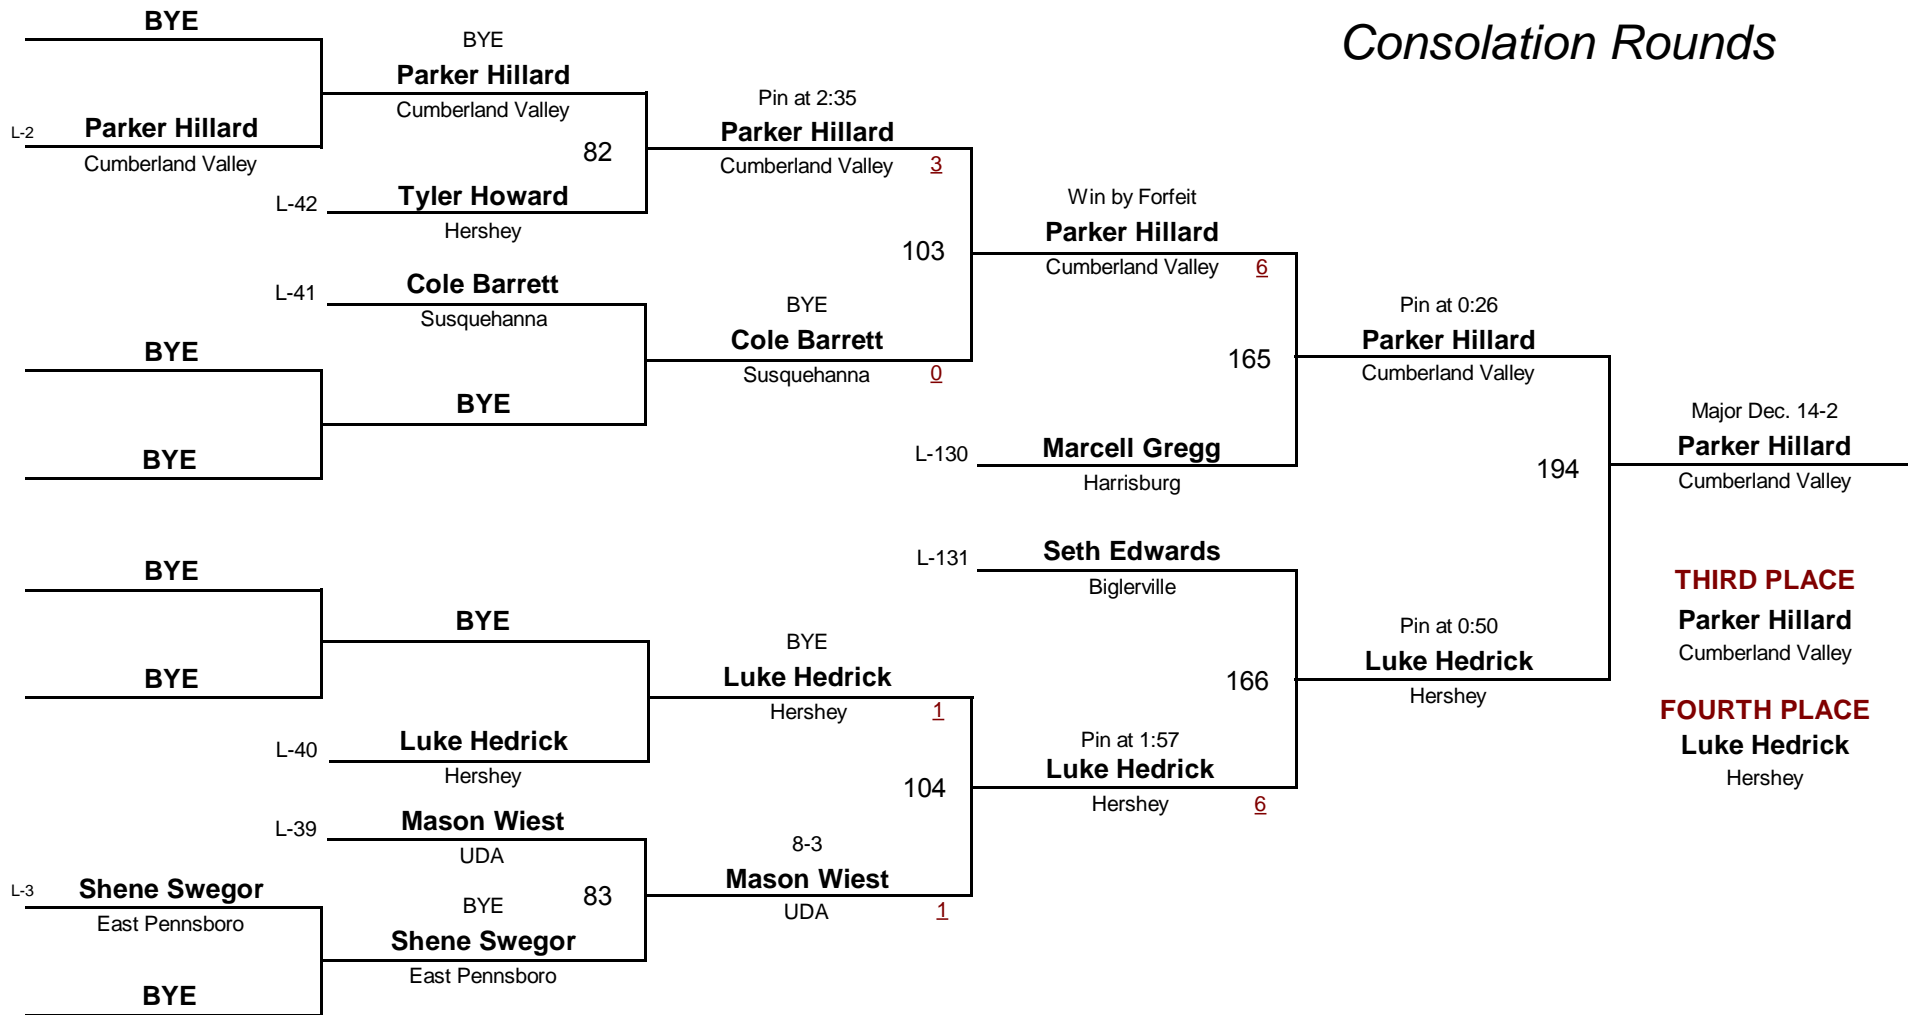 Consolation Rounds
BYE
L-2 Parker Hillard
Cumberland Valley
BYE
BYE
BYE
BYE
L-3 Shene Swegor
East Pennsboro
BYE
BYE
Parker Hillard
Cumberland Valley
82
L-42 Tyler Howard
Hershey
L-41 Cole Barrett
Susquehanna
BYE
BYE
L-40 Luke Hedrick
Hershey
L-39 Mason Wiest
UDA
83
BYE
Shene Swegor
East Pennsboro
Pin at 2:35
Parker Hillard
Cumberland Valley 3
103
BYE
Cole Barrett
Susquehanna 0
BYE
Luke Hedrick
Hershey 1
104
8-3
Mason Wiest
UDA 1
Win by Forfeit
Parker Hillard
Cumberland Valley 6
165
L-130 Marcell Gregg
Harrisburg
L-131 Seth Edwards
Biglerville
166
Pin at 1:57
Luke Hedrick
Hershey 6
Pin at 0:26
Parker Hillard
Cumberland Valley
194
Pin at 0:50
Luke Hedrick
Hershey
Major Dec. 14-2
Parker Hillard
Cumberland Valley
THIRD PLACE
Parker Hillard
Cumberland Valley
FOURTH PLACE
Luke Hedrick
Hershey